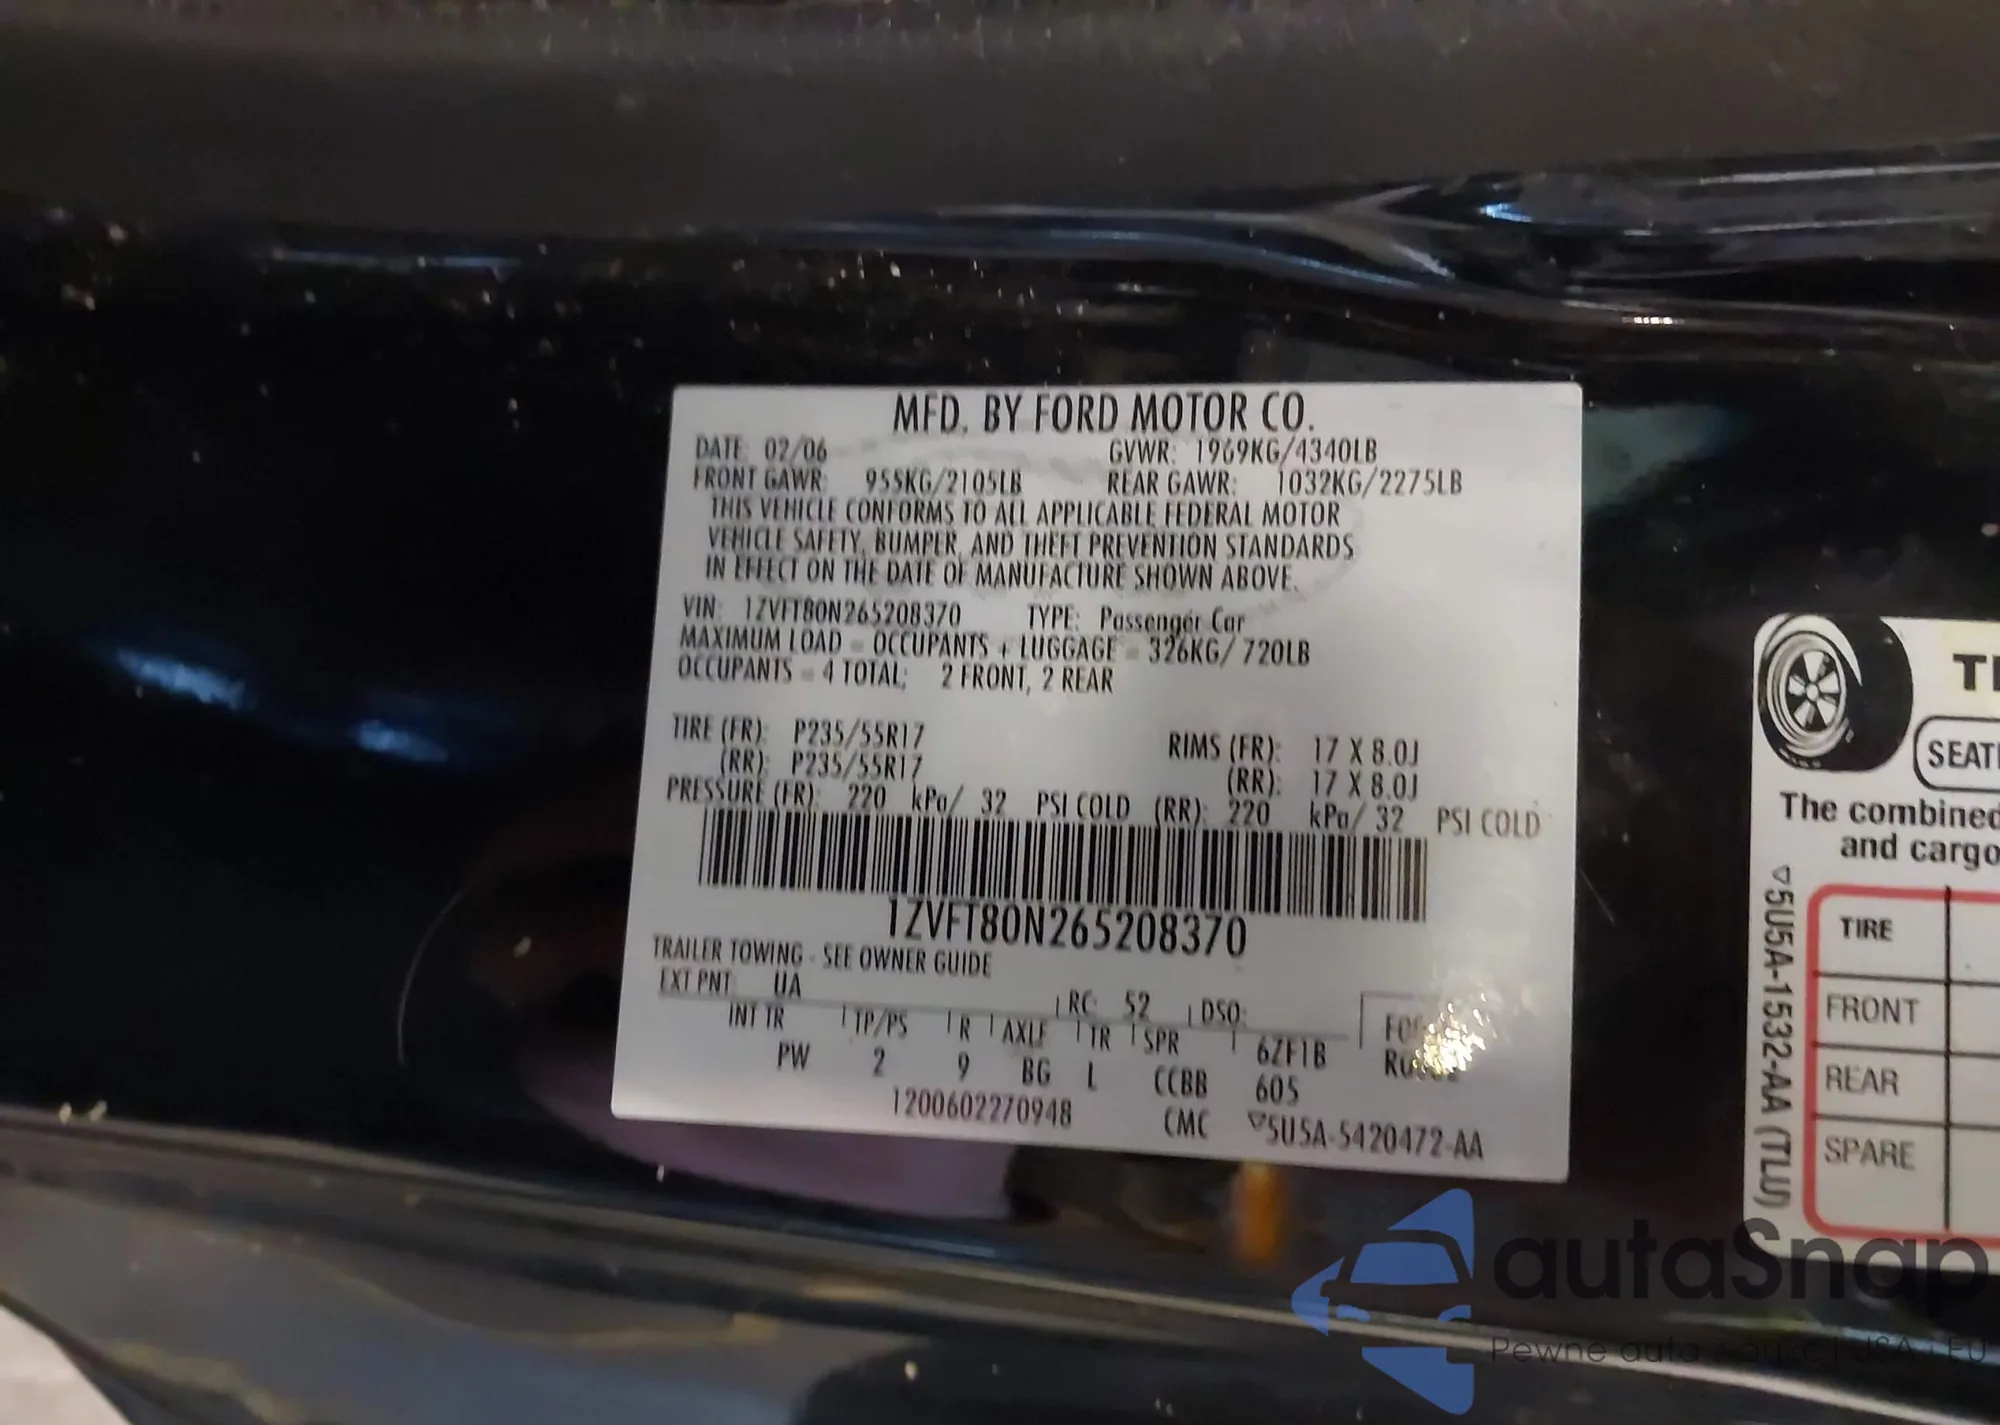 MFD. BY FORD MOTOR CO.
DATE: 02/06 GVWR: 1969KG/4340LB
FRONT GAWR: 955KG/2105LB REAR GAWR: 1032KG/2275LB
THIS VEHICLE CONFORMS TO ALL APPLICABLE FEDERAL MOTOR
VEHICLE SAFETY, BUMPER, AND THEFT PREVENTION STANDARDS
IN EFFECT ON THE DATE OF MANUFACTURE SHOWN ABOVE.
VIN: 1ZVFT80N265208370 TYPE: Passenger Car
MAXIMUM LOAD = OCCUPANTS + LUGGAGE = 326KG/ 720LB
OCCUPANTS = 4 TOTAL; 2 FRONT, 2 REAR
TIRE (FR): P235/55R17 RIMS (FR): 17 X 8.0J
(RR): P235/55R17 (RR): 17 X 8.0J
PRESSURE (FR): 220 kPa/ 32 PSI COLD (RR): 220 kPa/ 32 PSI COLD
1ZVFT80N265208370
TRAILER TOWING - SEE OWNER GUIDE
EXT PNT: UA RC: 52 DSO:
INT TR TP/PS R AXLE TR SPR 6ZF1B
PW 2 9 BG L CCBB 605
1200602270948 CMC ▽5U5A-5420472-AA
TI
SEATI
The combined
and cargo
▽5U5A-1532-AA (TLU)
TIRE
FRONT
REAR
SPARE
autaSnap
Pewne auta z aukcji USA i EU